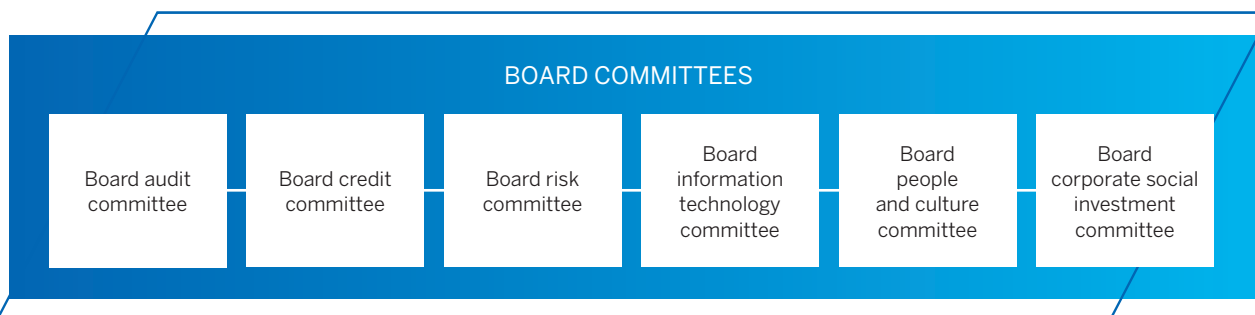 BOARD COMMITTEES
Board audit
committee
Board credit
committee
Board risk
committee
Board
information
technology
committee
Board
people
and culture
committee
Board
corporate social
investment
committee